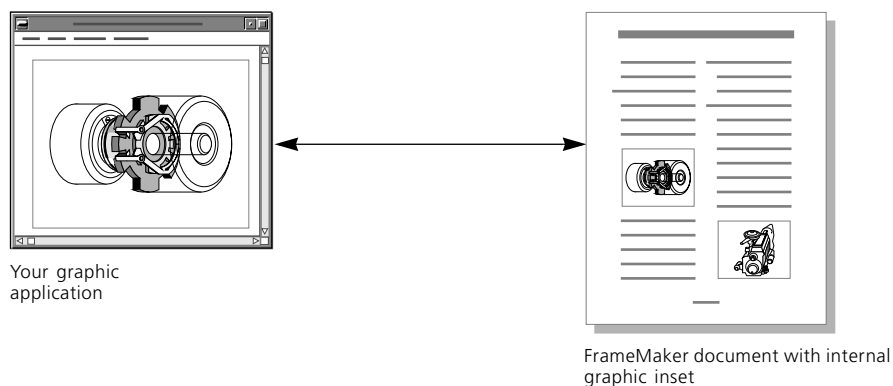 Your graphic
application
FrameMaker document with internal
graphic inset